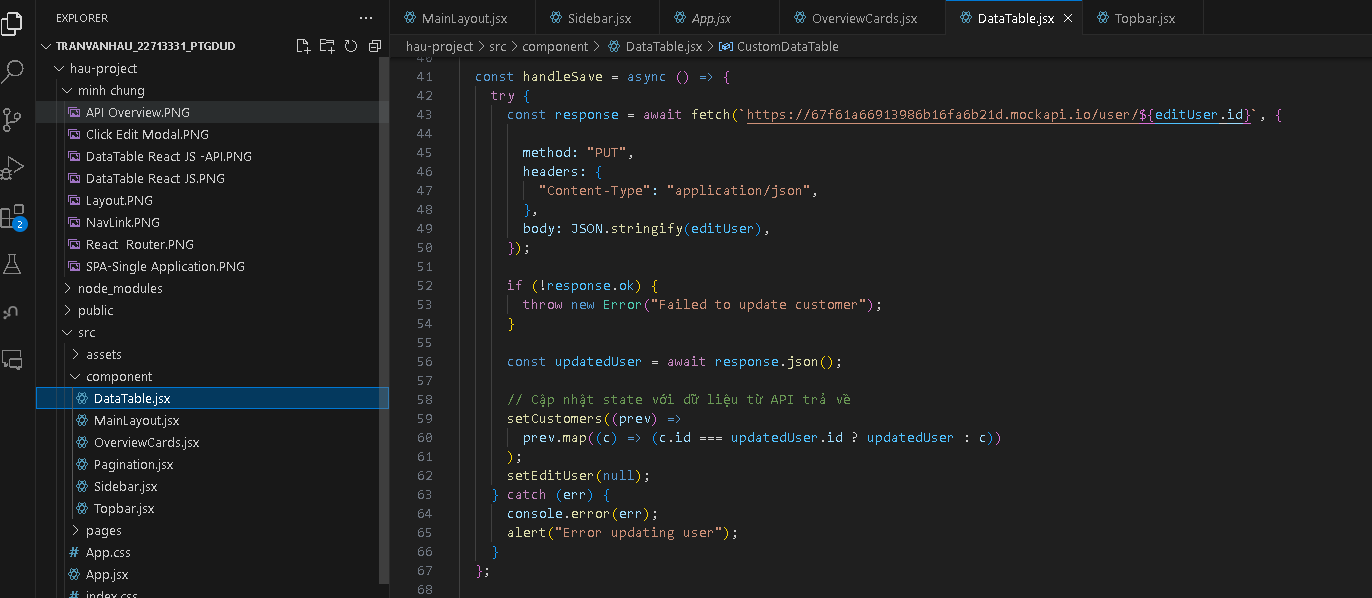 EXPLORER
TRANVANHAU_22713331_PTGDUD
hau-project
minh chung
API Overview.PNG
Click Edit Modal.PNG
DataTable React JS -API.PNG
DataTable React JS.PNG
Layout.PNG
NavLink.PNG
React Router.PNG
SPA-Single Application.PNG
node_modules
public
src
assets
component
DataTable.jsx
MainLayout.jsx
OverviewCards.jsx
Pagination.jsx
Sidebar.jsx
Topbar.jsx
pages
# App.css
App.jsx
# index.css
2
MainLayout.jsx Sidebar.jsx App.jsx OverviewCards.jsx DataTable.jsx Topbar.jsx
hau-project > src > component > DataTable.jsx > CustomDataTable
40
41 const handleSave = async () => {
42 try {
43 const response = await fetch(`https://67f61a66913986b16fa6b21d.mockapi.io/user/${editUser.id}`, {
44
45 method: "PUT",
46 headers: {
47 "Content-Type": "application/json",
48 },
49 body: JSON.stringify(editUser),
50 });
51
52 if (!response.ok) {
53 throw new Error("Failed to update customer");
54 }
55
56 const updatedUser = await response.json();
57
58 // Cập nhật state với dữ liệu từ API trả về
59 setCustomers((prev) =>
60 prev.map((c) => (c.id === updatedUser.id ? updatedUser : c))
61 );
62 setEditUser(null);
63 } catch (err) {
64 console.error(err);
65 alert("Error updating user");
66 }
67 };
68